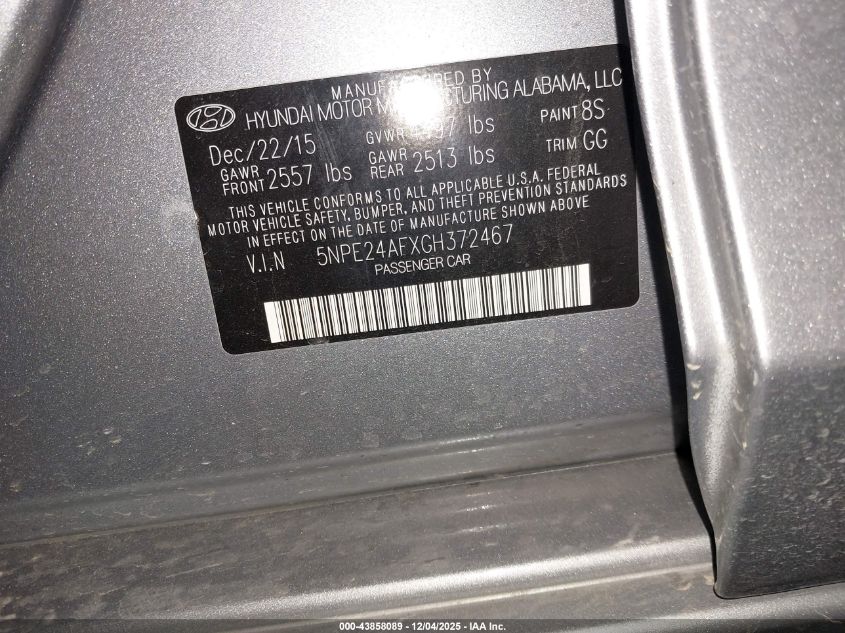 MANUFACTURED BY
HYUNDAI MOTOR MANUFACTURING ALABAMA, LLC
Dec/22/15 GVWR lbs PAINT 8S
GAWR FRONT 2557 lbs GAWR REAR 2513 lbs TRIM GG
THIS VEHICLE CONFORMS TO ALL APPLICABLE U.S.A. FEDERAL
MOTOR VEHICLE SAFETY, BUMPER, AND THEFT PREVENTION STANDARDS
IN EFFECT ON THE DATE OF MANUFACTURE SHOWN ABOVE
V.I.N 5NPE24AFXGH372467
PASSENGER CAR
000-43858089 - 12/04/2025 - IAA Inc.